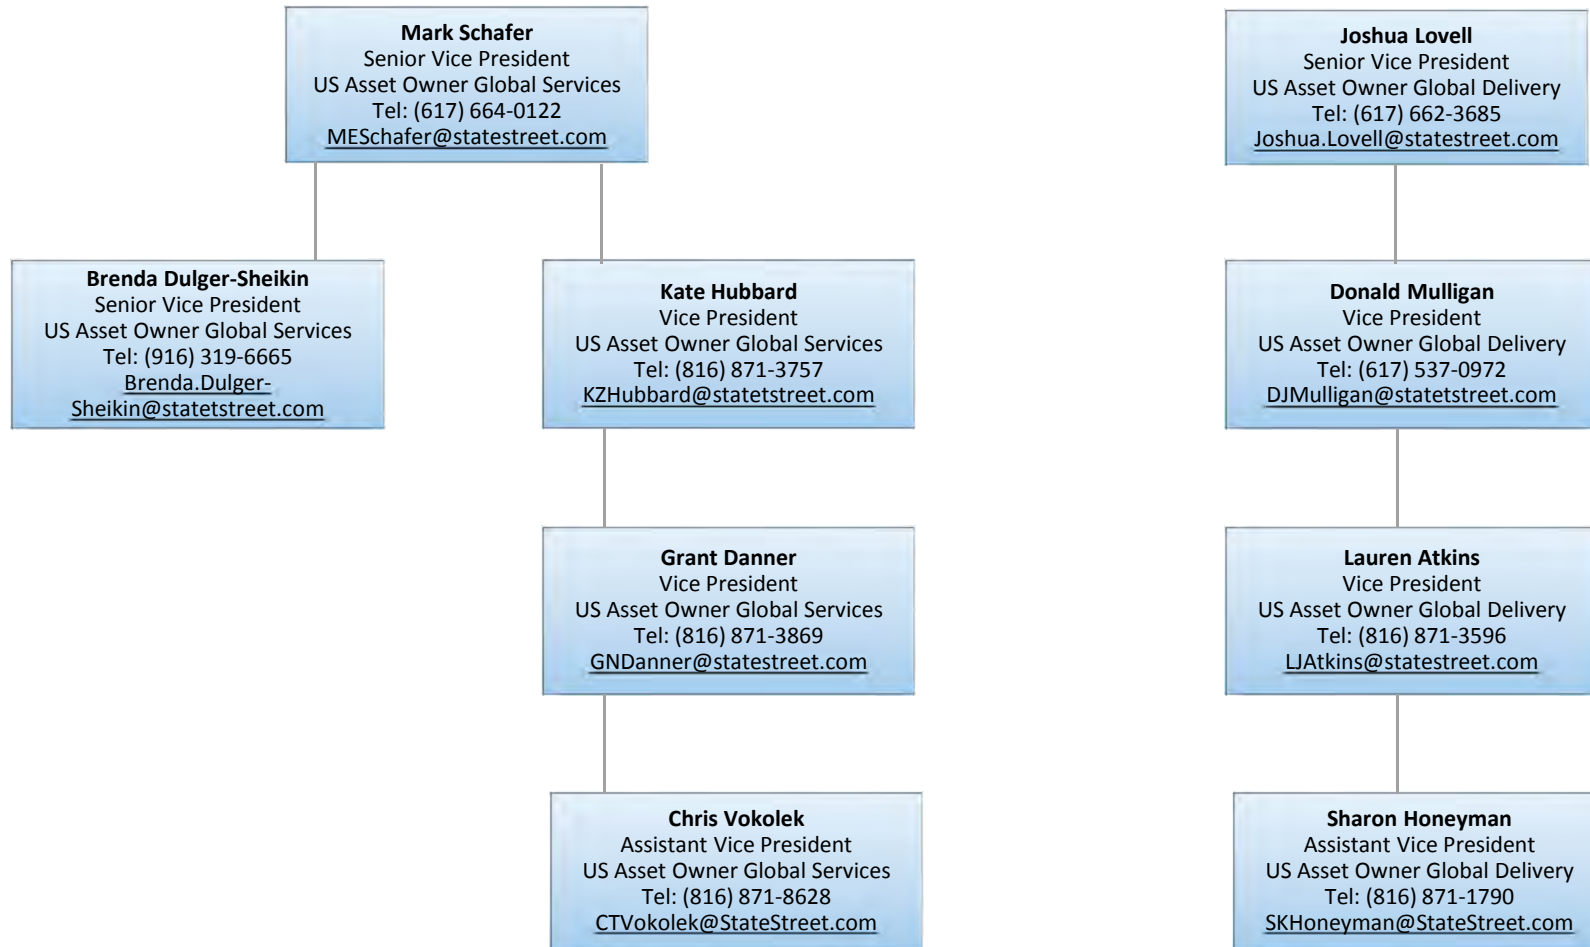 Mark Schafer
Senior Vice President
US Asset Owner Global Services
Tel: (617) 664-0122
MESchafer@statestreet.com
Joshua Lovell
Senior Vice President
US Asset Owner Global Delivery
Tel: (617) 662-3685
Joshua.Lovell@statestreet.com
Brenda Dulger-Sheikin
Senior Vice President
US Asset Owner Global Services
Tel: (916) 319-6665
Brenda.Dulger-
Sheikin@statetstreet.com
Kate Hubbard
Vice President
US Asset Owner Global Services
Tel: (816) 871-3757
KZHubbard@statetstreet.com
Donald Mulligan
Vice President
US Asset Owner Global Delivery
Tel: (617) 537-0972
DJMulligan@statetstreet.com
Grant Danner
Vice President
US Asset Owner Global Services
Tel: (816) 871-3869
GNDanner@statestreet.com
Lauren Atkins
Vice President
US Asset Owner Global Delivery
Tel: (816) 871-3596
LJAtkins@statestreet.com
Chris Vokolek
Assistant Vice President
US Asset Owner Global Services
Tel: (816) 871-8628
CTVokolek@StateStreet.com
Sharon Honeyman
Assistant Vice President
US Asset Owner Global Delivery
Tel: (816) 871-1790
SKHoneyman@StateStreet.com